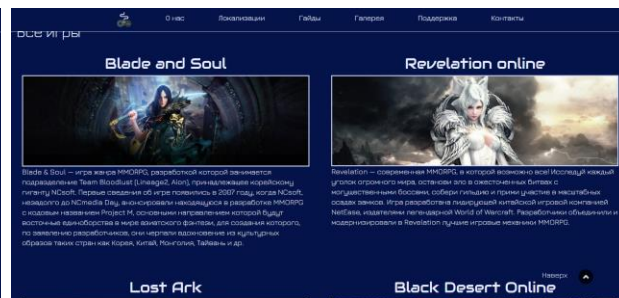 О нас
Локализации
Гайды
Галерея
Поддержка
Контакты
Все игры
Blade and Soul
Blade & Soul — игра жанра MMORPG, разработкой которой занимается
подразделение Team Bloodlust (Lineage2, Aion), принадлежащее корейскому
гиганту NCsoft. Первые сведения об игре появились в 2007 году, когда NCsoft,
незадолго до NCmedia Day, анонсировали находящуюся в разработке MMORPG
с кодовым названием Project M, основными направлением которой будут
восточные единоборства в мире азиатского фэнтези, для создания которого,
по заявлению разработчиков, они черпали вдохновение из культурных
образов таких стран как Корея, Китай, Монголия, Тайвань и др.
Revelation online
Revelation — современная MMORPG, в которой возможно все! Исследуй каждый
уголок огромного мира, останови зло в ожесточенных битвах с
могущественными боссами, собери гильдию и прими участие в масштабных
осадах замков. Игра разработана лидирующей китайской игровой компанией
NetEase, издателями легендарной World of Warcraft. Разработчики объединили и
модернизировали в Revelation лучшие игровые механики MMORPG.
Наверх
Lost Ark
Black Desert Online